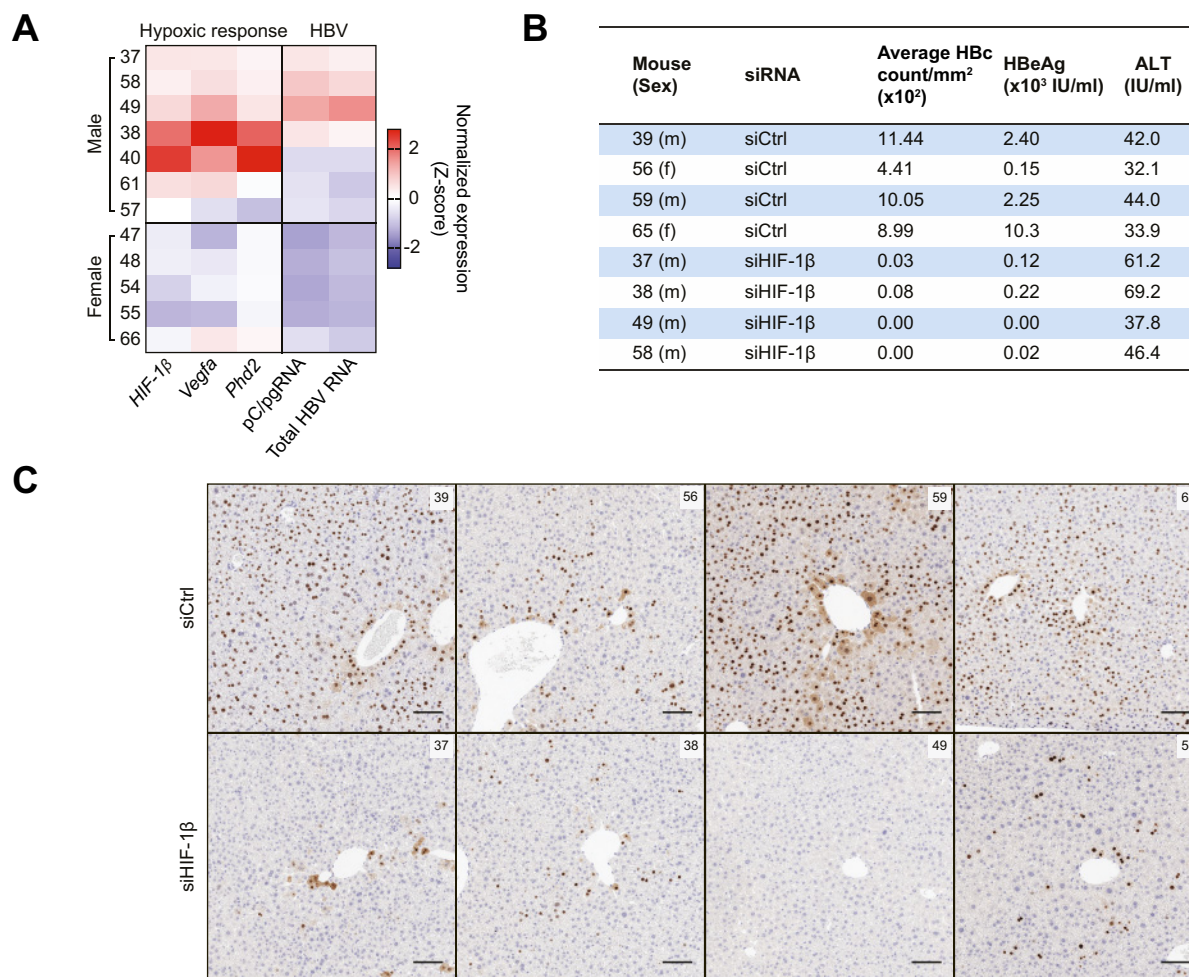 A
Hypoxic response HBV
Male
37
58
49
38
40
61
57
Female
47
48
54
55
66
HIF-1β
Vegfa
Phd2
pC/pgRNA
Total HBV RNA
2
0
-2
Normalized expression
(Z-score)
B
Mouse
(Sex)
siRNA
Average HBc
count/mm²
(x10²)
HBeAg
(x10³ IU/ml)
ALT
(IU/ml)
39 (m) siCtrl 11.44 2.40 42.0
56 (f) siCtrl 4.41 0.15 32.1
59 (m) siCtrl 10.05 2.25 44.0
65 (f) siCtrl 8.99 10.3 33.9
37 (m) siHIF-1β 0.03 0.12 61.2
38 (m) siHIF-1β 0.08 0.22 69.2
49 (m) siHIF-1β 0.00 0.00 37.8
58 (m) siHIF-1β 0.00 0.02 46.4
C
siCtrl
39
56
59
6
siHIF-1β
37
38
49
5